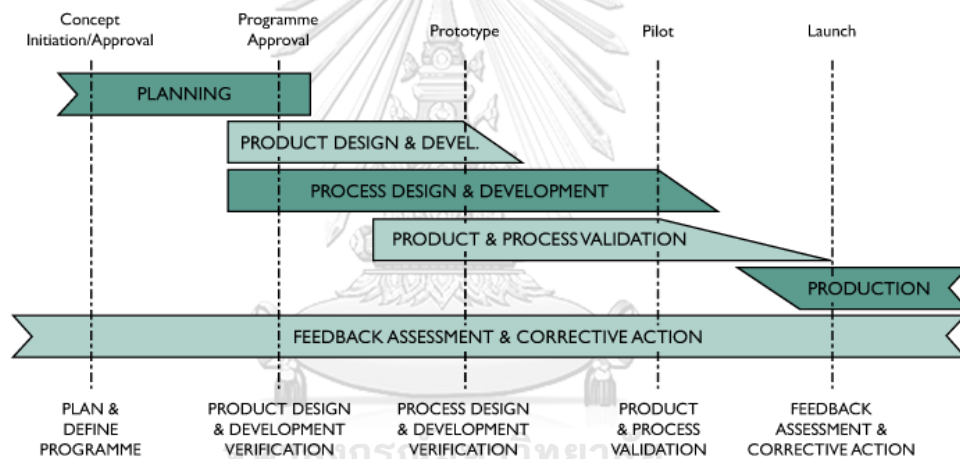 Concept
Initiation/Approval
Programme
Approval
Prototype
Pilot
Launch
PLANNING
PRODUCT DESIGN & DEVEL.
PROCESS DESIGN & DEVELOPMENT
PRODUCT & PROCESS VALIDATION
PRODUCTION
FEEDBACK ASSESSMENT & CORRECTIVE ACTION
PLAN &
DEFINE
PROGRAMME
PRODUCT DESIGN
& DEVELOPMENT
VERIFICATION
PROCESS DESIGN
& DEVELOPMENT
VERIFICATION
PRODUCT
& PROCESS
VALIDATION
FEEDBACK
ASSESSMENT &
CORRECTIVE ACTION